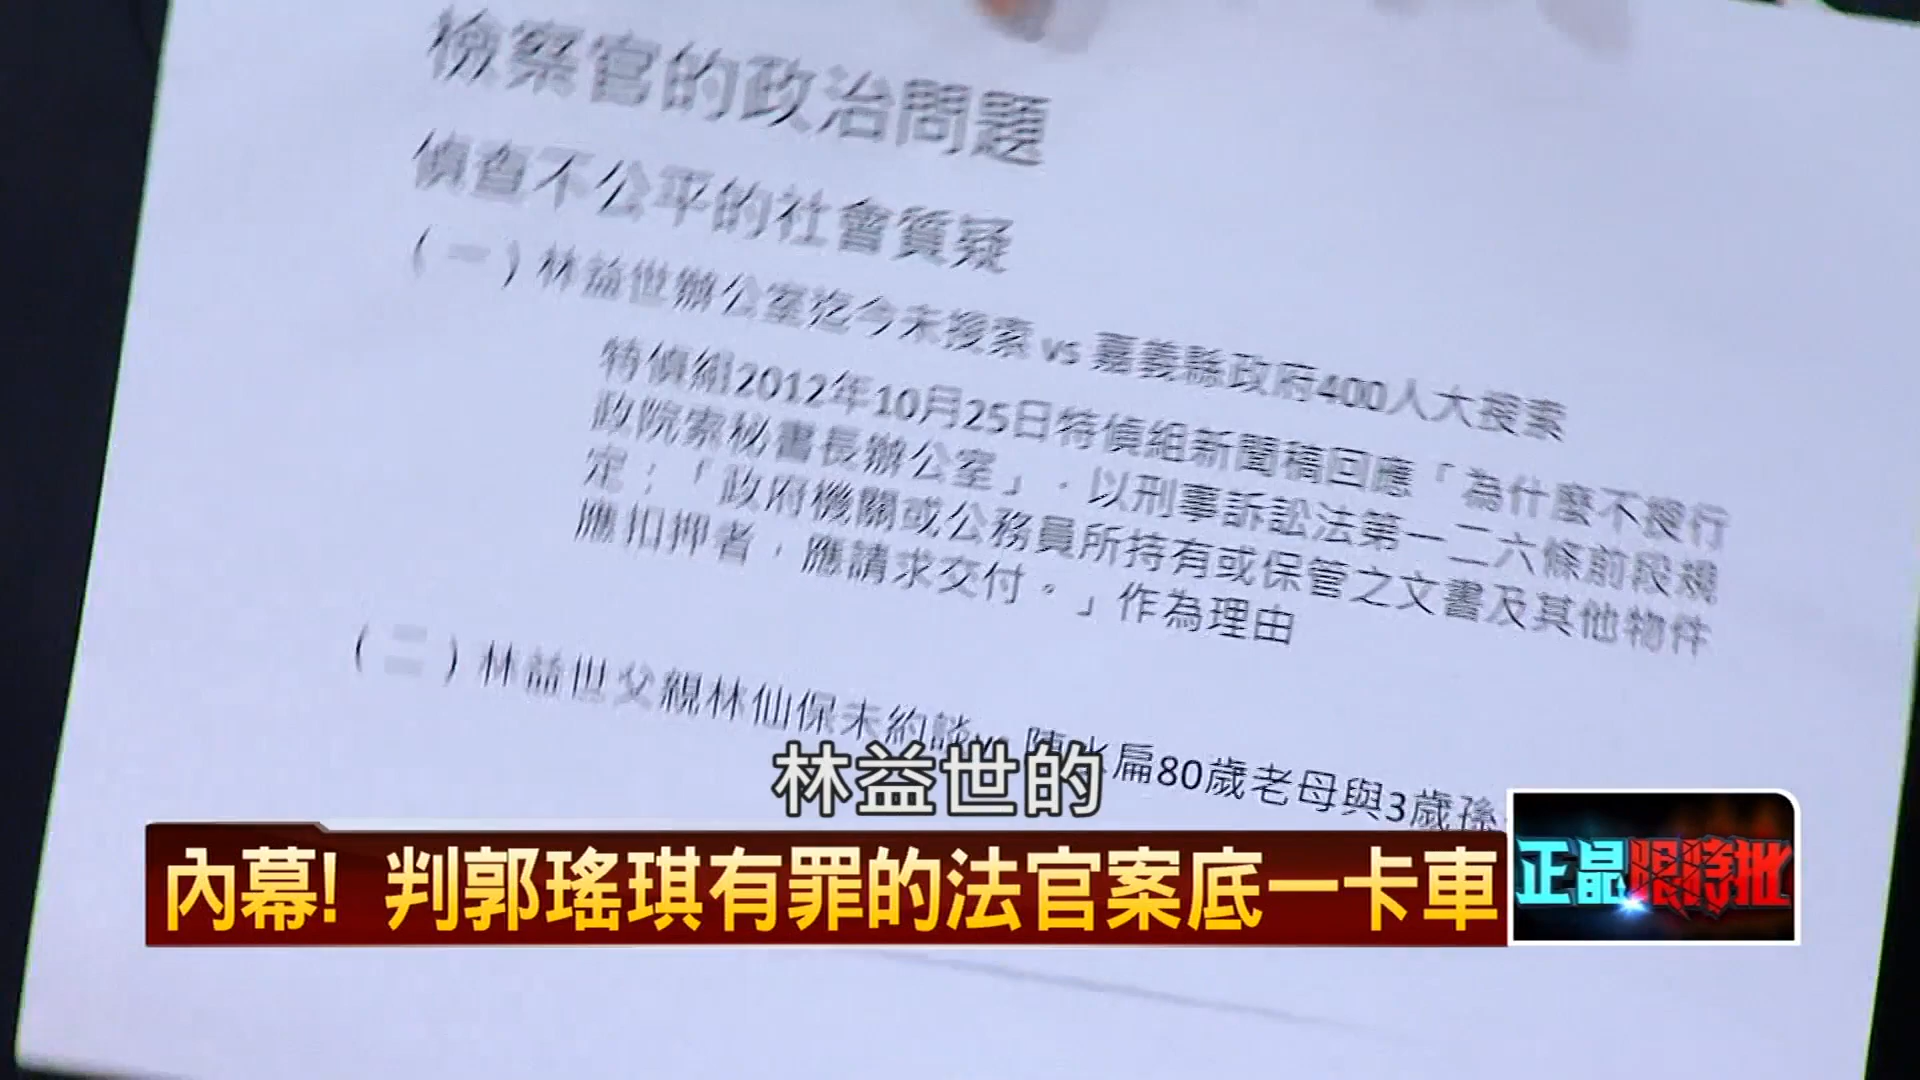 檢察官的政治問題
偵查不公平的社會質疑
（一）林益世辦公室迄今未搜索 vs 嘉義縣政府400人大搜索
特偵組2012年10月25日特偵組新聞稿回應「為什麼不搜行
政院索秘書長辦公室」，以刑事訴訟法第一二六條前段規
定；「政府機關或公務員所持有或保管之文書及其他物件
應扣押者，應請求交付。」作為理由
（二）林益世父親林仙保未約談vs 陳水扁80歲老母與3歲孫
林益世的
內幕！判郭瑤琪有罪的法官案底一卡車
正晶限時批